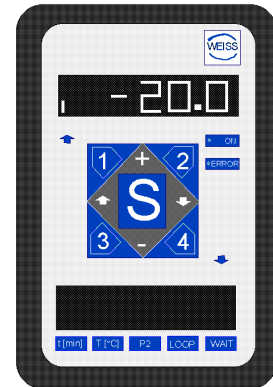 WEISS
-20.0
ON
1 + 2
ERROR
S
3 - 4
t [min] T [°C] P2 LOOP WAIT